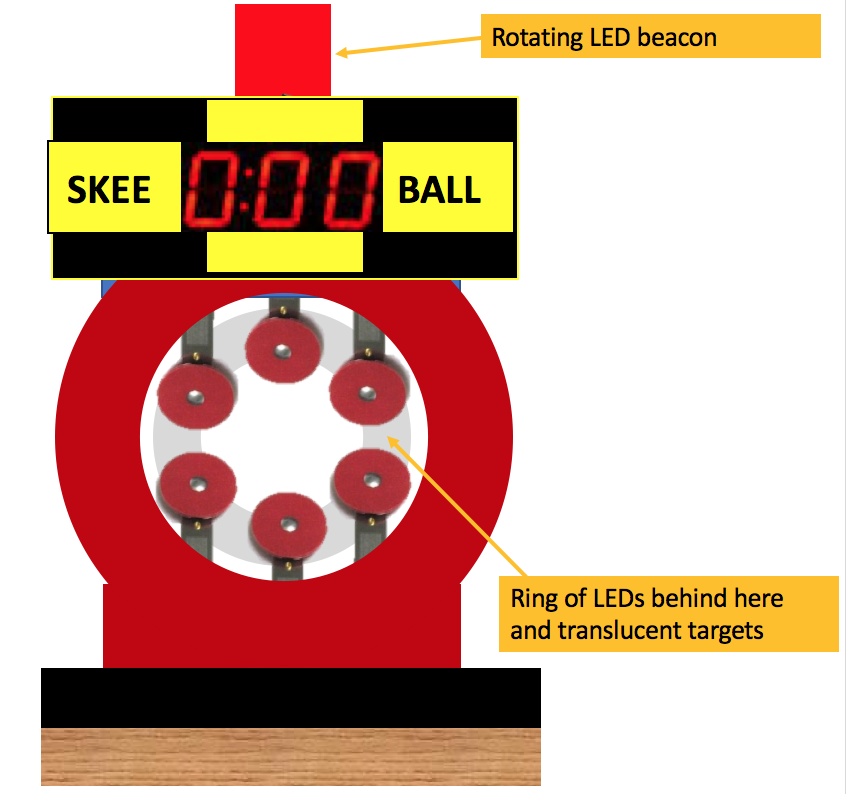 Rotating LED beacon
SKEE 0:00 BALL
Ring of LEDs behind here
and translucent targets